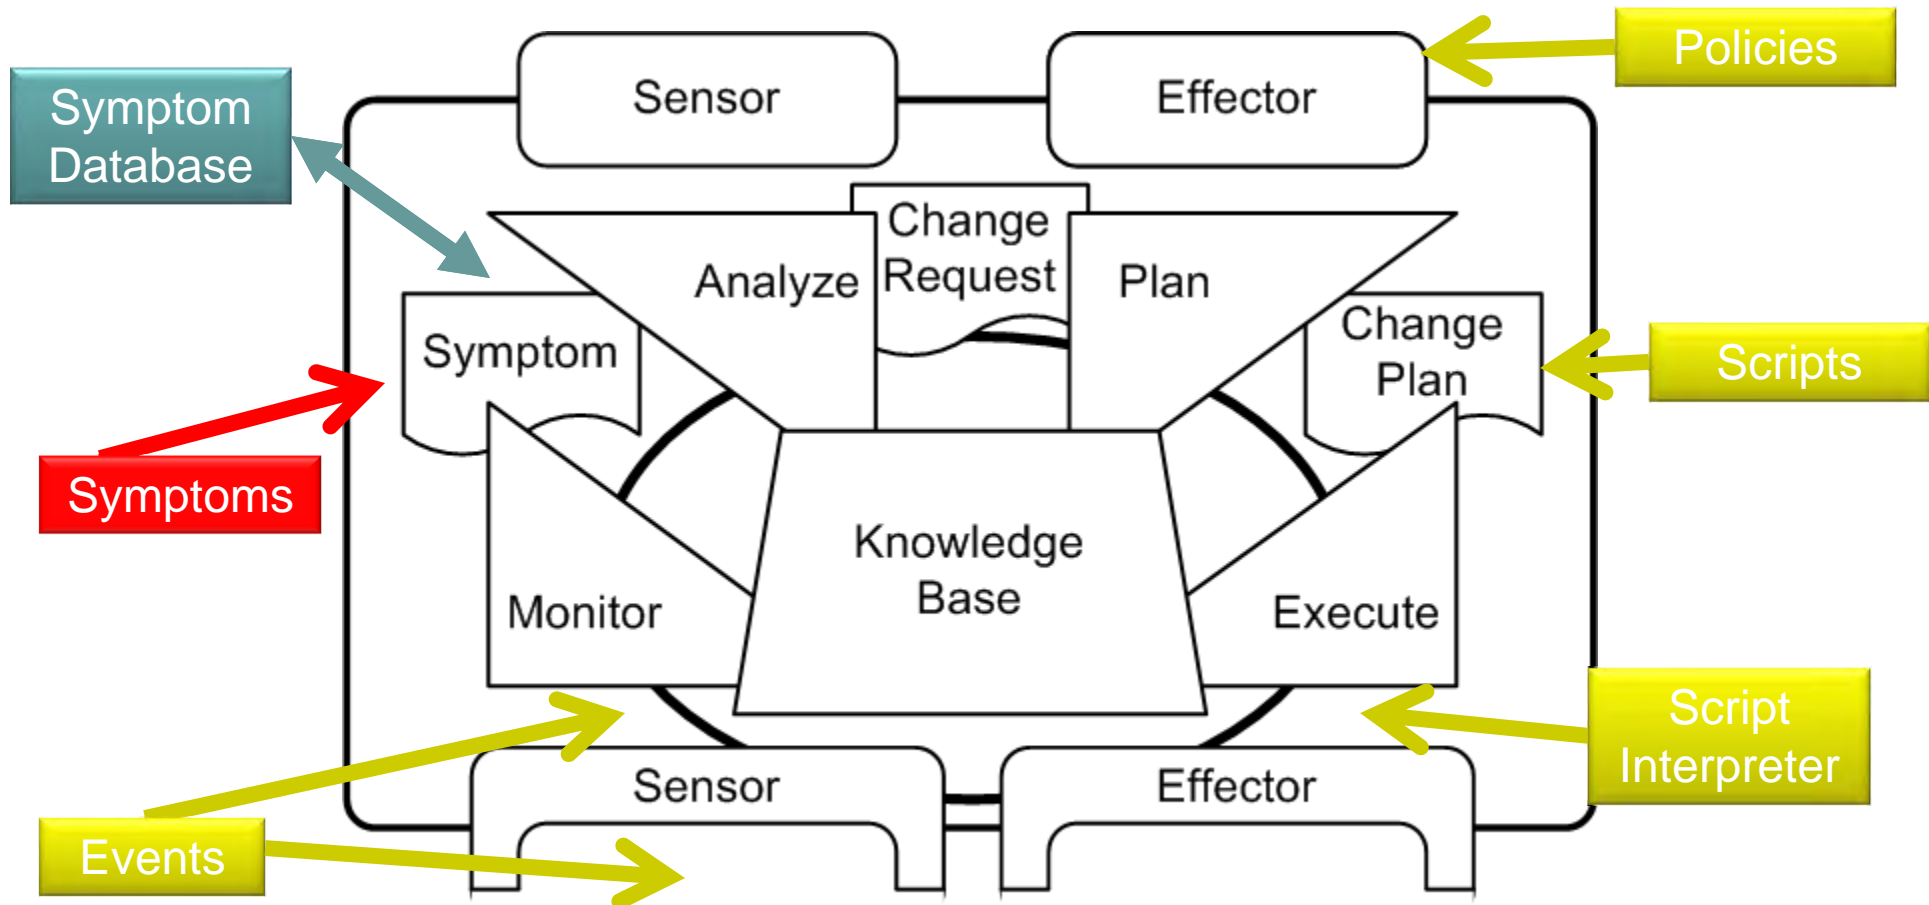 Policies
Sensor
Effector
Symptom
Database
Change
Request
Analyze
Plan
Symptom
Change
Plan
Scripts
Symptoms
Knowledge
Base
Monitor
Execute
Script
Interpreter
Sensor
Effector
Events